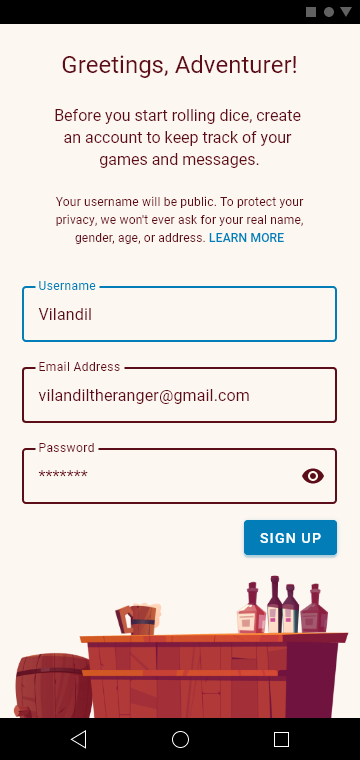 Greetings, Adventurer!
Before you start rolling dice, create
an account to keep track of your
games and messages.
Your username will be public. To protect your
privacy, we won't ever ask for your real name,
gender, age, or address. LEARN MORE
Username
Vilandil
Email Address
vilandiltheranger@gmail.com
Password
*******
SIGN UP